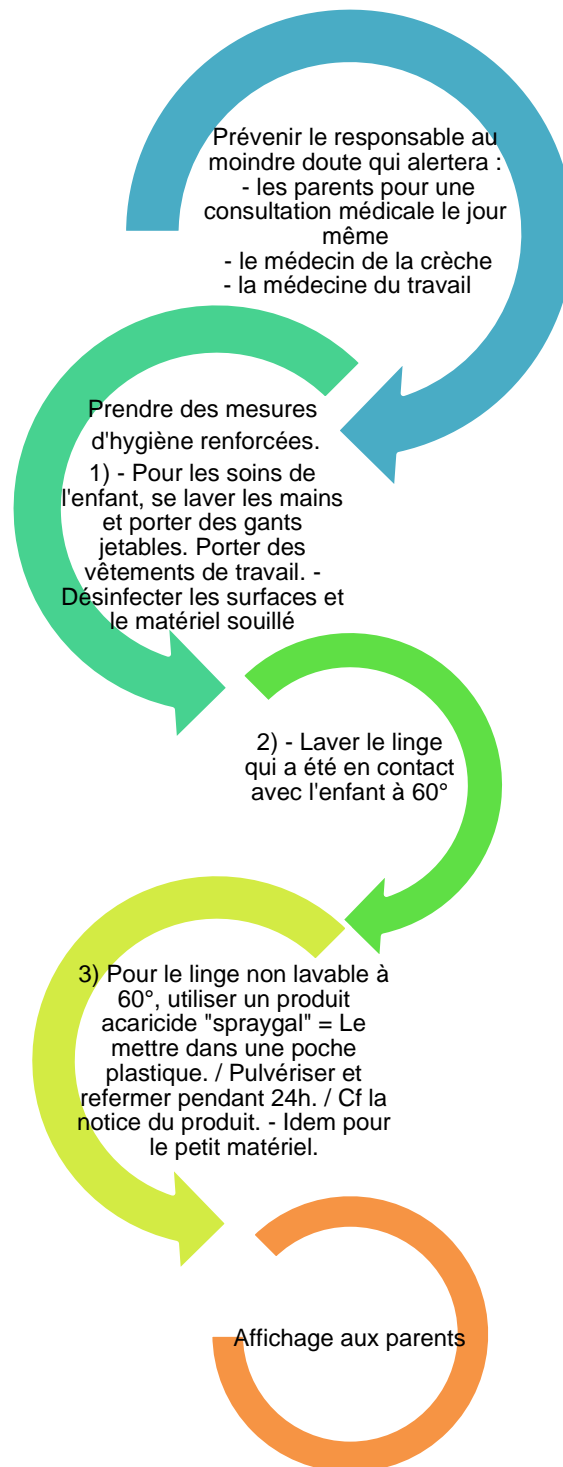 Prévenir le responsable au
moindre doute qui alertera :
- les parents pour une
consultation médicale le jour
même
- le médecin de la crèche
- la médecine du travail
Prendre des mesures
d'hygiène renforcées.
1) - Pour les soins de
l'enfant, se laver les mains
et porter des gants
jetables. Porter des
vêtements de travail. -
Désinfecter les surfaces et
le matériel souillé
2) - Laver le linge
qui a été en contact
avec l'enfant à 60°
3) Pour le linge non lavable à
60°, utiliser un produit
acaricide "spraygal" = Le
mettre dans une poche
plastique. / Pulvériser et
refermer pendant 24h. / Cf la
notice du produit. - Idem pour
le petit matériel.
Affichage aux parents